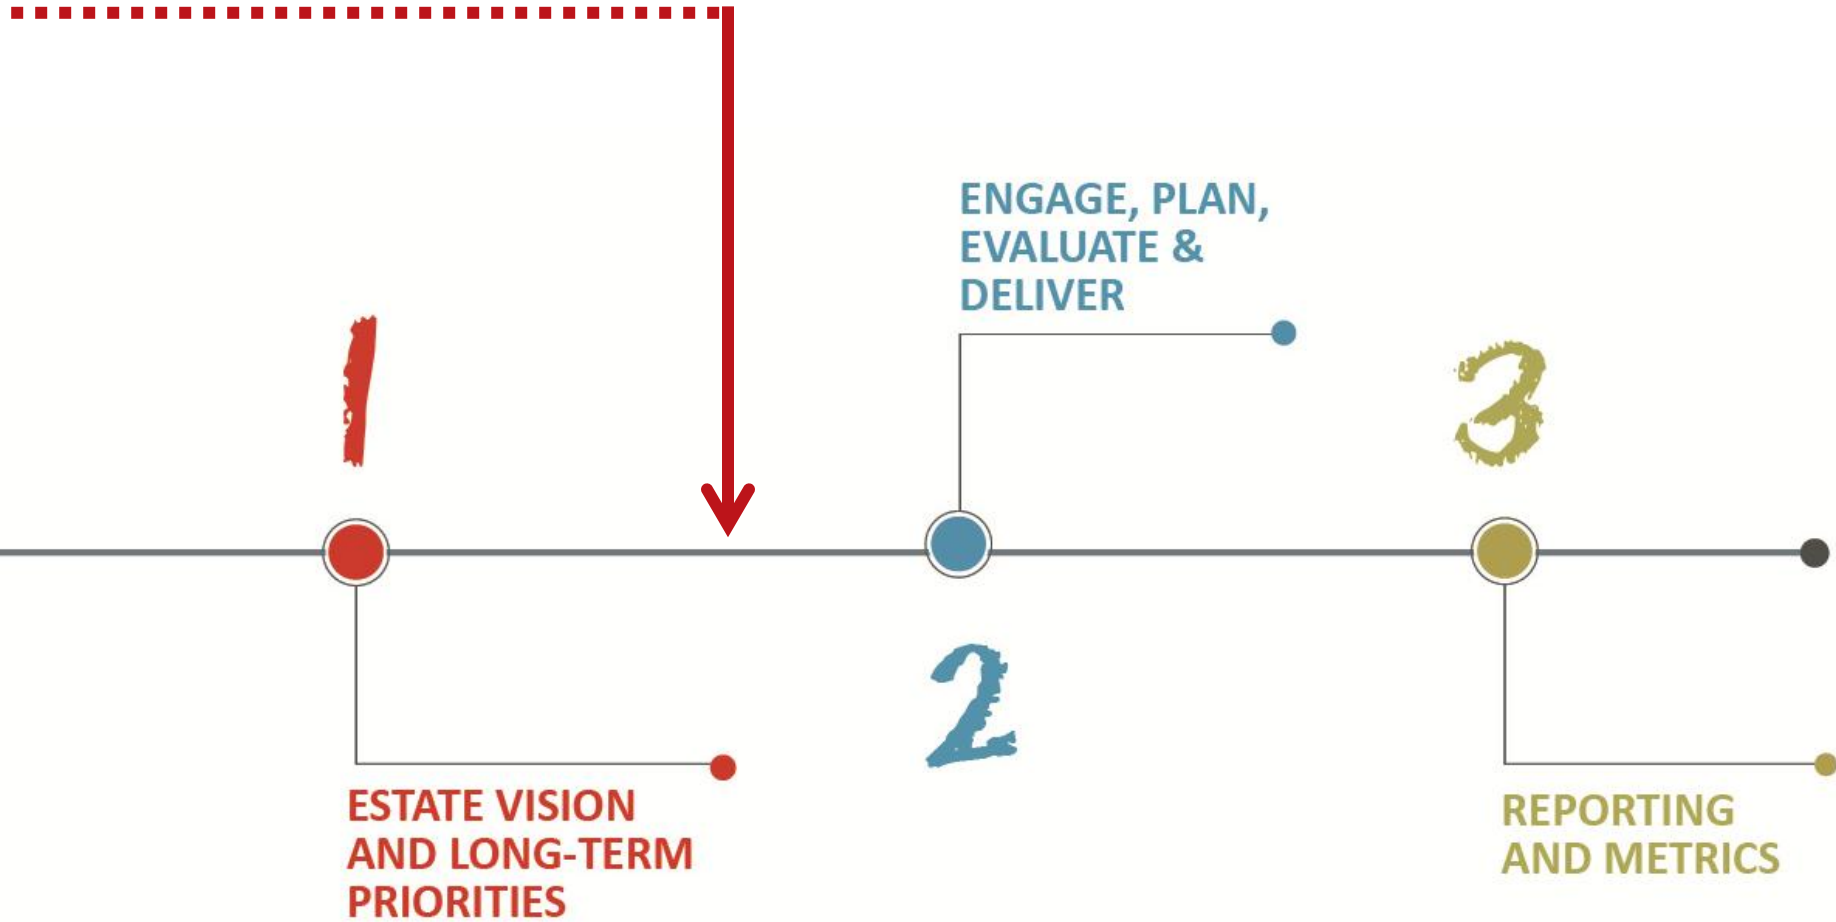 1
ESTATE VISION
AND LONG-TERM
PRIORITIES
ENGAGE, PLAN,
EVALUATE &
DELIVER
2
3
REPORTING
AND METRICS